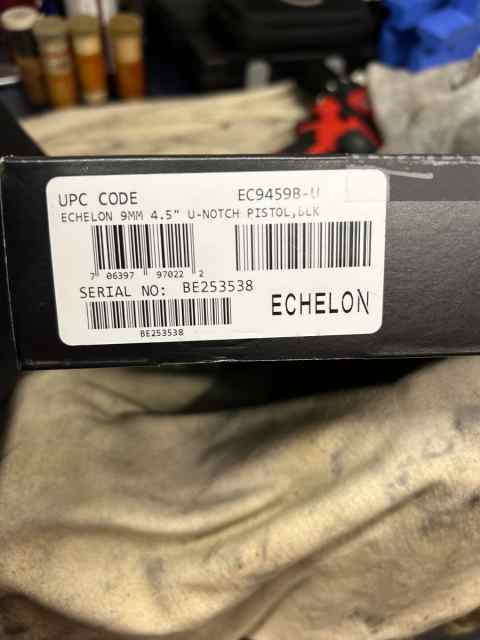 UPC CODE EC9459B-U
ECHELON 9MM 4.5" U-NOTCH PISTOL,BLK
7 06397 97022 2
SERIAL NO: BE253538
BE253538
ECHELON